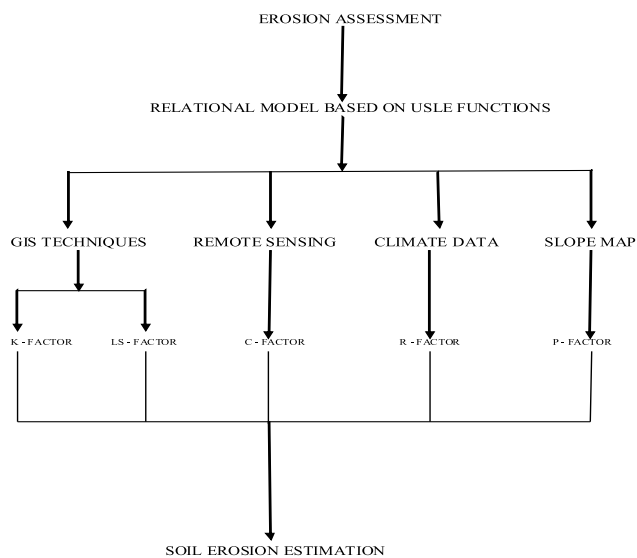 EROSION ASSESSMENT
RELATIONAL MODEL BASED ON USLE FUNCTIONS
GIS TECHNIQUES
REMOTE SENSING
CLIMATE DATA
SLOPE MAP
K - FACTOR
LS - FACTOR
C - FACTOR
R - FACTOR
P - FACTOR
SOIL EROSION ESTIMATION